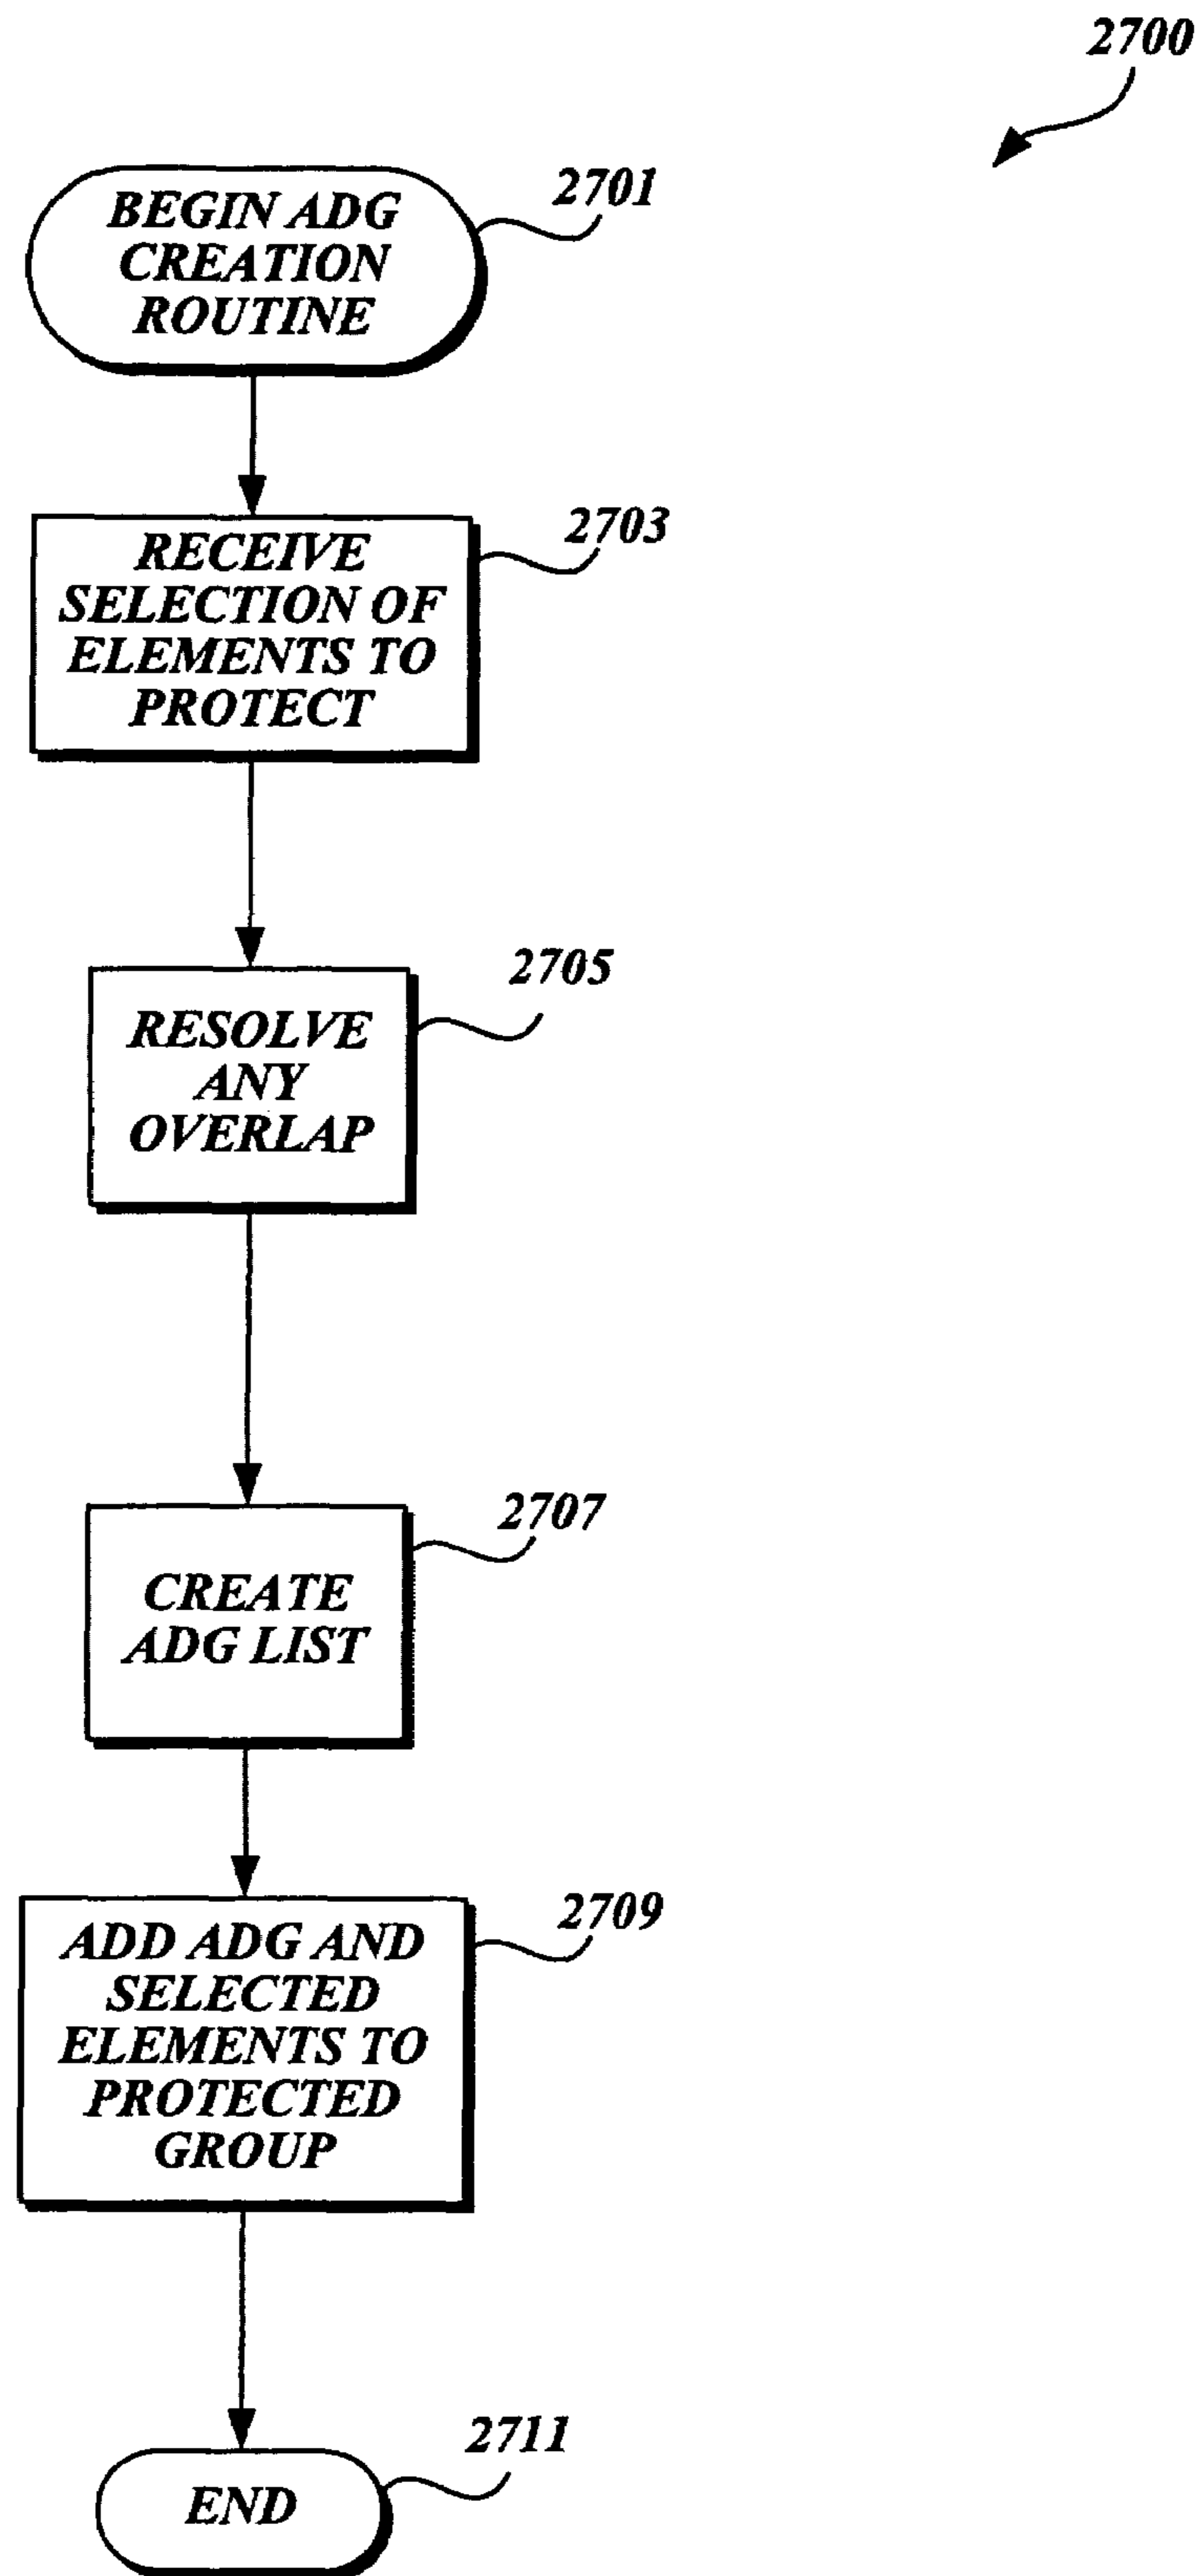 2700
BEGIN ADG
CREATION
ROUTINE
2701
RECEIVE
SELECTION OF
ELEMENTS TO
PROTECT
2703
RESOLVE
ANY
OVERLAP
2705
CREATE
ADG LIST
2707
ADD ADG AND
SELECTED
ELEMENTS TO
PROTECTED
GROUP
2709
END
2711